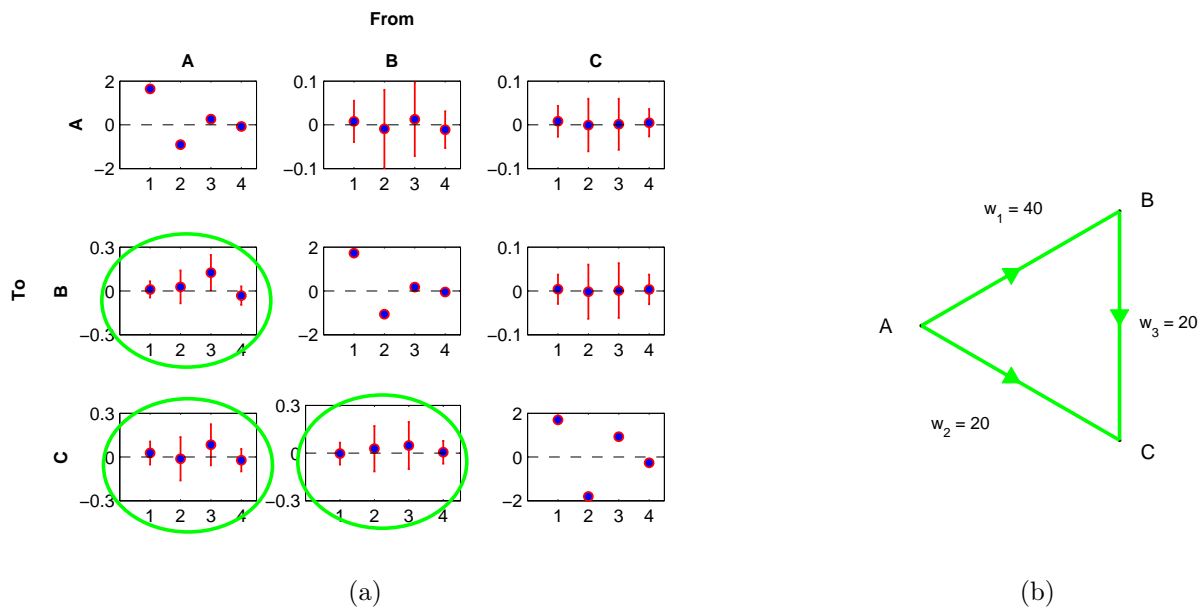 From
A B C
2 0.1 0.1
A 0 0 0
−2 −0.1 −0.1
1 2 3 4 1 2 3 4 1 2 3 4
0.3 2 0.1
To B 0 0 0
−0.3 −2 −0.1
1 2 3 4 1 2 3 4 1 2 3 4
0.3 0.3 2
C 0 0 0
−0.3 −0.3 −2
1 2 3 4 1 2 3 4 1 2 3 4
(a)
B
w1 = 40
A
w3 = 20
w2 = 20
C
(b)